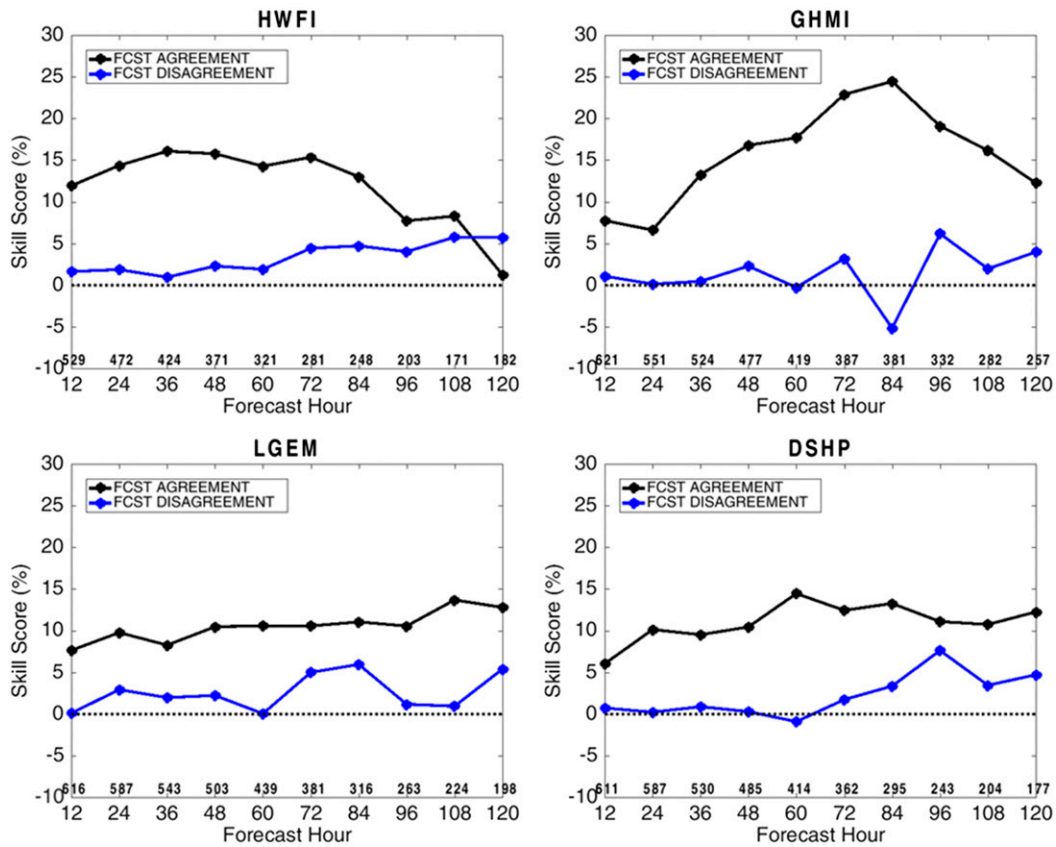 HWFI
30
25
20
15
10
5
0
-5
-10
Skill Score (%)
FCST AGREEMENT
FCST DISAGREEMENT
529 472 424 371 321 281 248 203 171 182
12 24 36 48 60 72 84 96 108 120
Forecast Hour
GHMI
30
25
20
15
10
5
0
-5
-10
Skill Score (%)
FCST AGREEMENT
FCST DISAGREEMENT
621 551 524 477 419 387 381 332 282 257
12 24 36 48 60 72 84 96 108 120
Forecast Hour
LGEM
30
25
20
15
10
5
0
-5
-10
Skill Score (%)
FCST AGREEMENT
FCST DISAGREEMENT
616 587 543 503 439 381 316 263 224 198
12 24 36 48 60 72 84 96 108 120
Forecast Hour
DSHP
30
25
20
15
10
5
0
-5
-10
Skill Score (%)
FCST AGREEMENT
FCST DISAGREEMENT
611 587 530 485 414 362 295 243 204 177
12 24 36 48 60 72 84 96 108 120
Forecast Hour